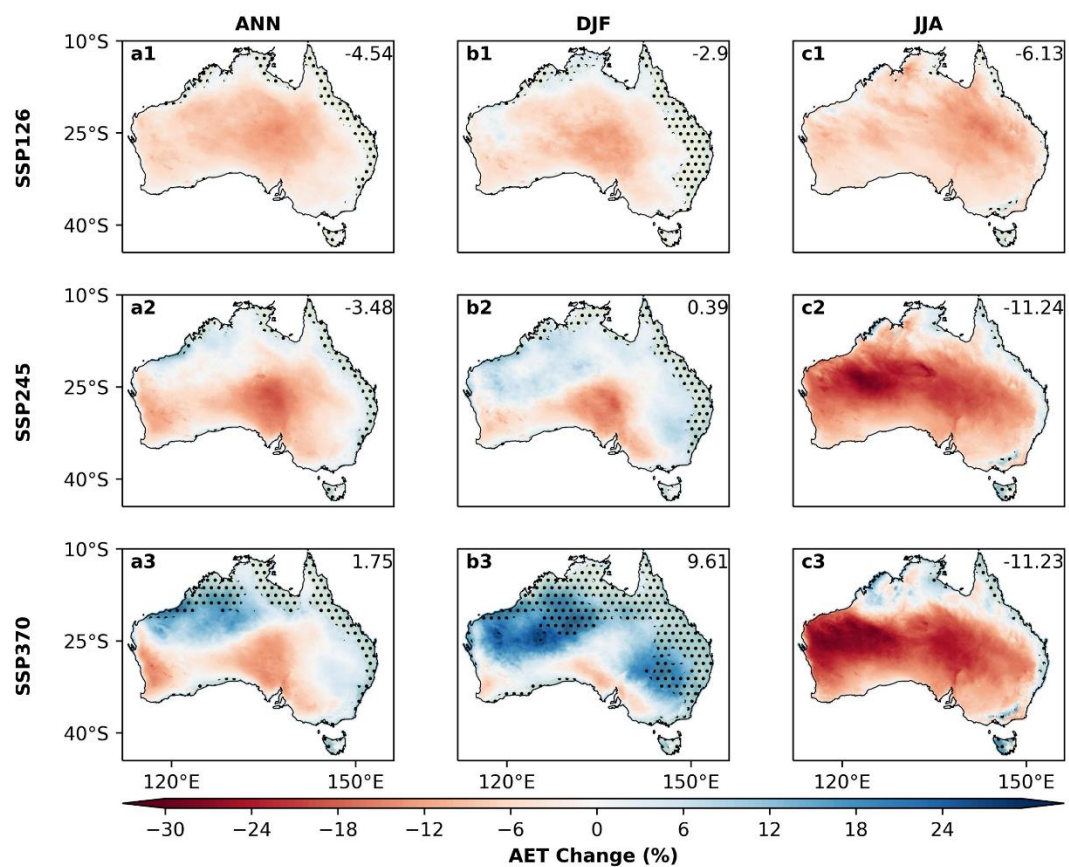 ANN DJF JJA
10°S a1 -4.54 b1 -2.9 c1 -6.13
SSP126
25°S
40°S
10°S a2 -3.48 b2 0.39 c2 -11.24
SSP245
25°S
40°S
10°S a3 1.75 b3 9.61 c3 -11.23
SSP370
25°S
40°S
120°E 150°E 120°E 150°E 120°E 150°E
−30 −24 −18 −12 −6 0 6 12 18 24
AET Change (%)